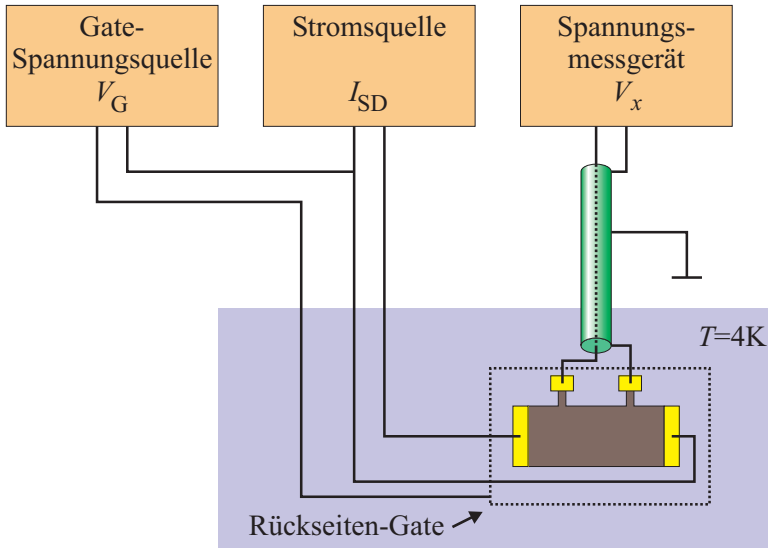 Gate-
Spannungsquelle
V_G
Stromsquelle
I_SD
Spannungs-
messgerät
V_x
T=4K
Rückseiten-Gate